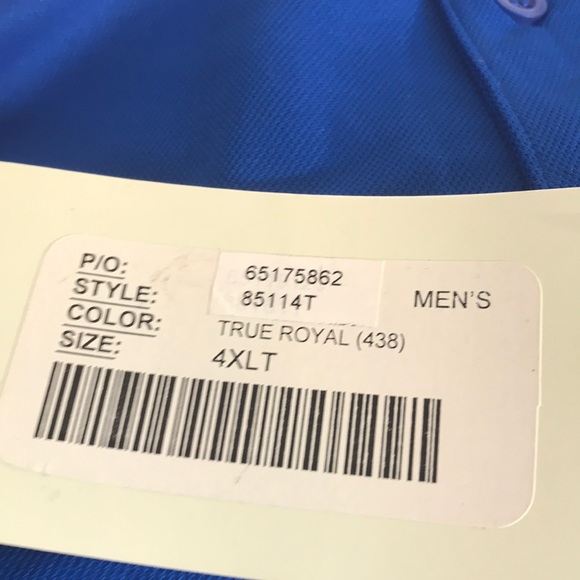 P/O: 65175862
STYLE: 85114T MEN'S
COLOR: TRUE ROYAL (438)
SIZE: 4XLT